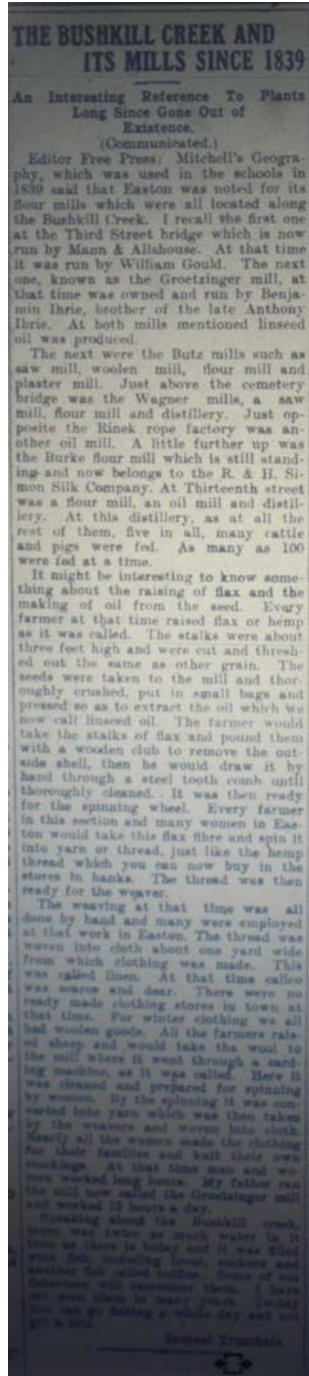 THE BUSHKILL CREEK AND
ITS MILLS SINCE 1839
An Interesting Reference To Plants
Long Since Gone Out of
Existence.
(Communicated.)
Editor Free Press: Mitchell's Geogra-
phy, which was used in the schools in
1839 said that Easton was noted for its
flour mills which were all located along
the Bushkill Creek. I recall the first one
at the Third Street bridge which is now
run by Mann & Allshouse. At that time
it was run by William Gould. The next
one, known as the Groetzinger mill, at
that time was owned and run by Benja-
min Ihrie, brother of the late Anthony
Ihrie. At both mills mentioned linseed
oil was produced.
The next were the Butz mills such as
saw mill, woolen mill, flour mill and
plaster mill. Just above the cemetery
bridge was the Wagner mills, a saw
mill, flour mill and distillery. Just op-
posite the Rinek rope factory was an-
other oil mill. A little further up was
the Burke flour mill which is still stand-
ing and now belongs to the R. & H. Si-
mon Silk Company. At Thirteenth street
was a flour mill, an oil mill and distil-
lery. At this distillery, as at all the
rest of them, five in all, many cattle
and pigs were fed. As many as 100
were fed at a time.
It might be interesting to know some-
thing about the raising of flax and the
making of oil from the seed. Every
farmer at that time raised flax or hemp
as it was called. The stalks were about
three feet high and were cut and thresh-
ed out the same as other grain. The
seeds were taken to the mill and thor-
oughly crushed, put in small bags and
pressed so as to extract the oil which we
now call linseed oil. The farmer would
take the stalks of flax and pound them
with a wooden club to remove the out-
side shell, then he would draw it by
hand through a steel tooth comb until
thoroughly cleaned. It was then ready
for the spinning wheel. Every farmer
in this section and many women in Eas-
ton would take this flax fibre and spin it
into yarn or thread, just like the hemp
thread which you can now buy in the
stores in hanks. The thread was then
ready for the weaver.
The weaving at that time was all
done by hand and many were employed
at that work in Easton. The thread was
woven into cloth about one yard wide
from which clothing was made. This
was called linen. At that time calico
was scarce and dear. There were no
ready made clothing stores in town at
that time. For winter clothing we all
had woolen goods. All the farmers rais-
ed sheep and would take the wool to
the mill where it went through a card-
ing machine, as it was called. Here it
was cleaned and prepared for spinning
by women. By the spinning it was con-
verted into yarn which was then taken
by the weavers and woven into cloth.
Nearly all the women made the clothing
for their families and knit their own
stockings. At that time men and wo-
men worked long hours. My father ran
the mill now called the Groetzinger mill
and worked 18 hours a day.
Speaking about the Bushkill creek,
there was twice as much water in it
then as there is today and it was filled
with fish, including trout, suckers and
another fish called redfins. Some of our
fishermen will remember them. I have
not seen them in many years. To-day
you can go fishing a whole day and not
get a bite.
Samuel